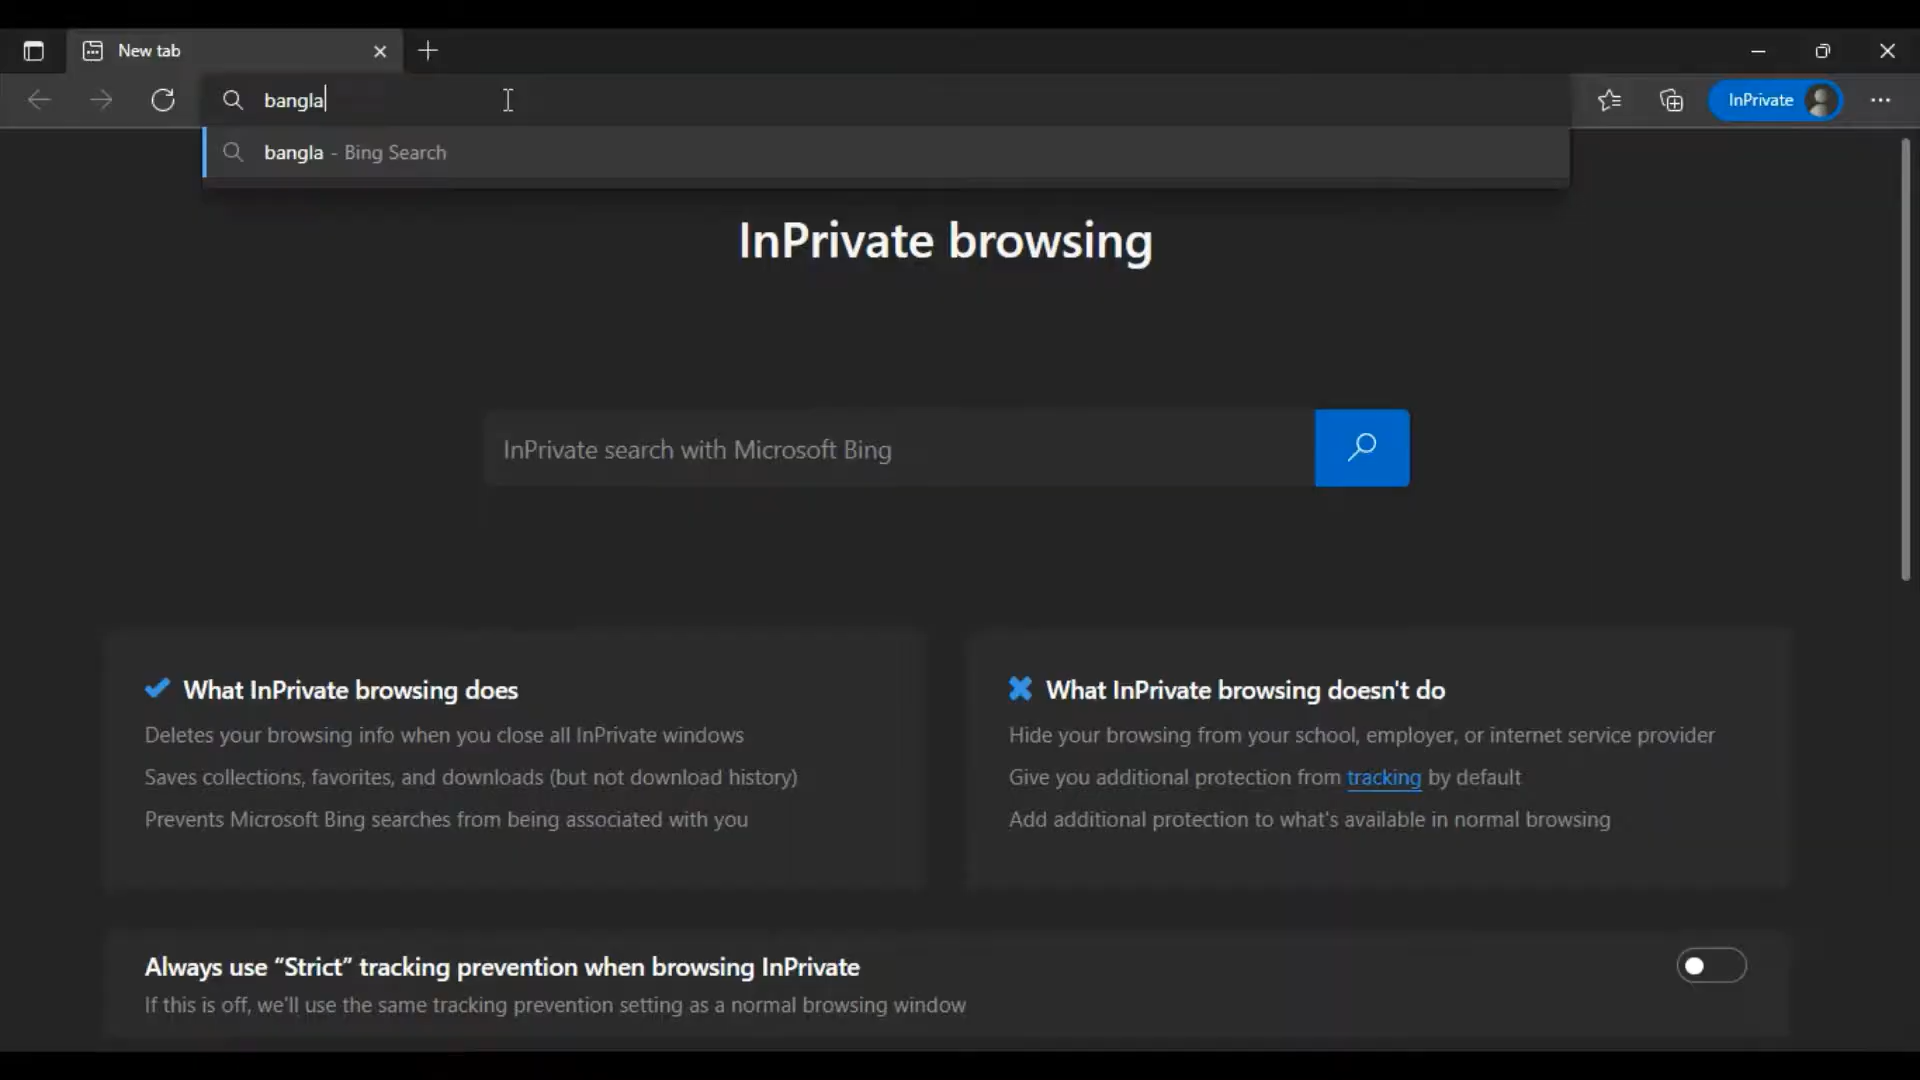 New tab
bangla
InPrivate
bangla - Bing Search
InPrivate browsing
InPrivate search with Microsoft Bing
What InPrivate browsing does
Deletes your browsing info when you close all InPrivate windows
Saves collections, favorites, and downloads (but not download history)
Prevents Microsoft Bing searches from being associated with you
What InPrivate browsing doesn't do
Hide your browsing from your school, employer, or internet service provider
Give you additional protection from tracking by default
Add additional protection to what's available in normal browsing
Always use “Strict” tracking prevention when browsing InPrivate
If this is off, we'll use the same tracking prevention setting as a normal browsing window